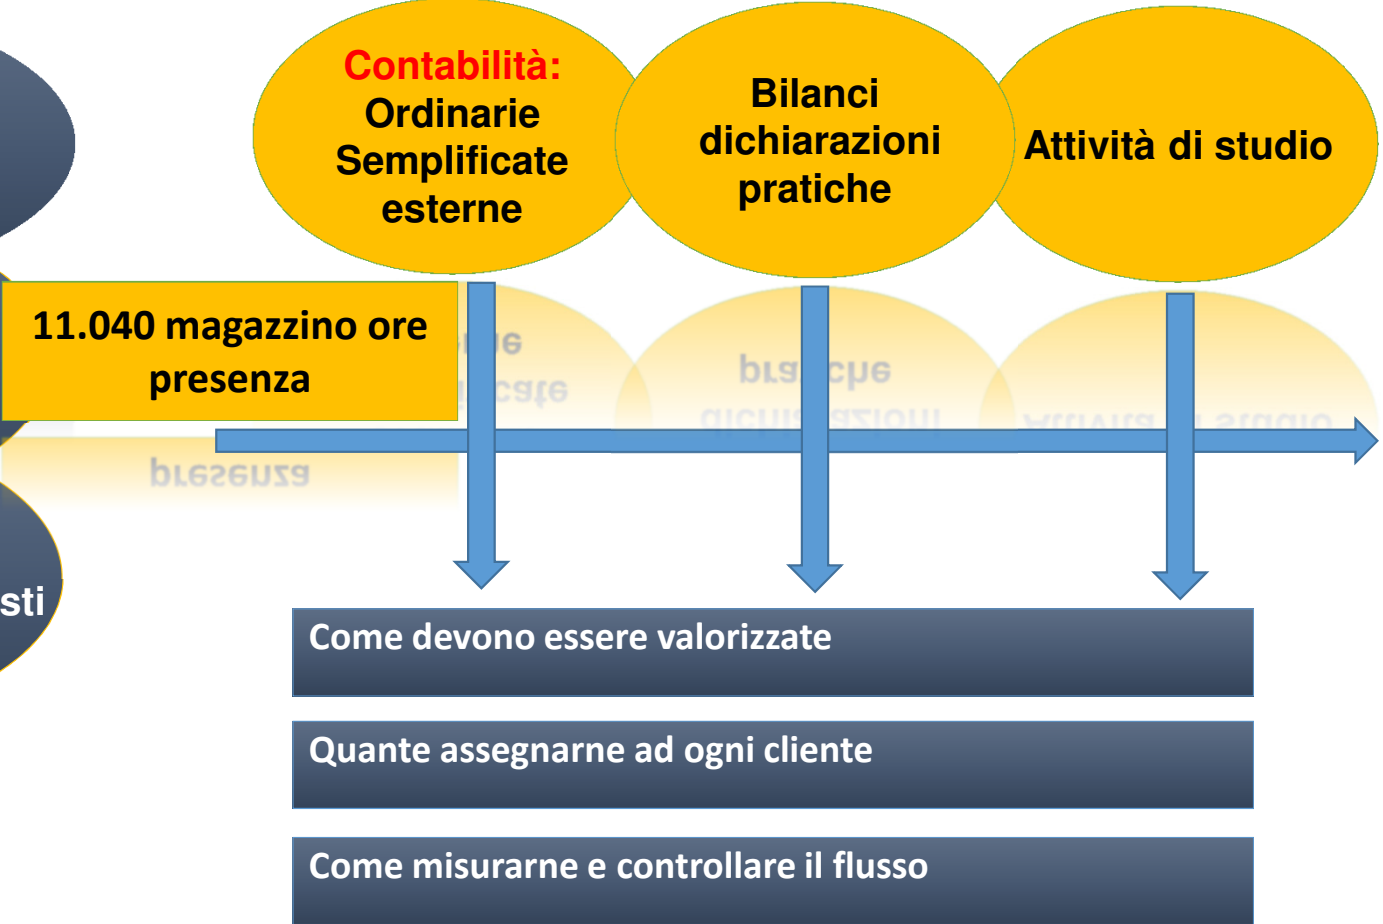 Contabilità:
Ordinarie
Semplificate
esterne
Bilanci
dichiarazioni
pratiche
Attività di studio
11.040 magazzino ore
presenza
sti
Come devono essere valorizzate
Quante assegnarne ad ogni cliente
Come misurarne e controllare il flusso